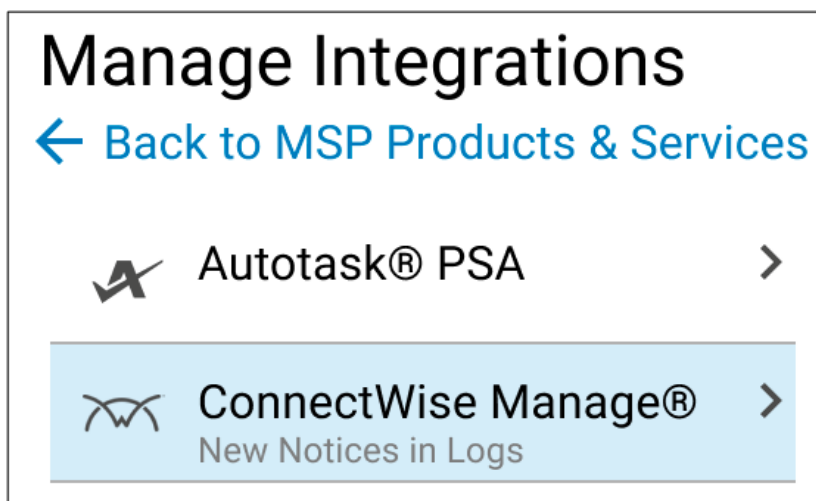 Manage Integrations
← Back to MSP Products & Services
Autotask® PSA
ConnectWise Manage®
New Notices in Logs